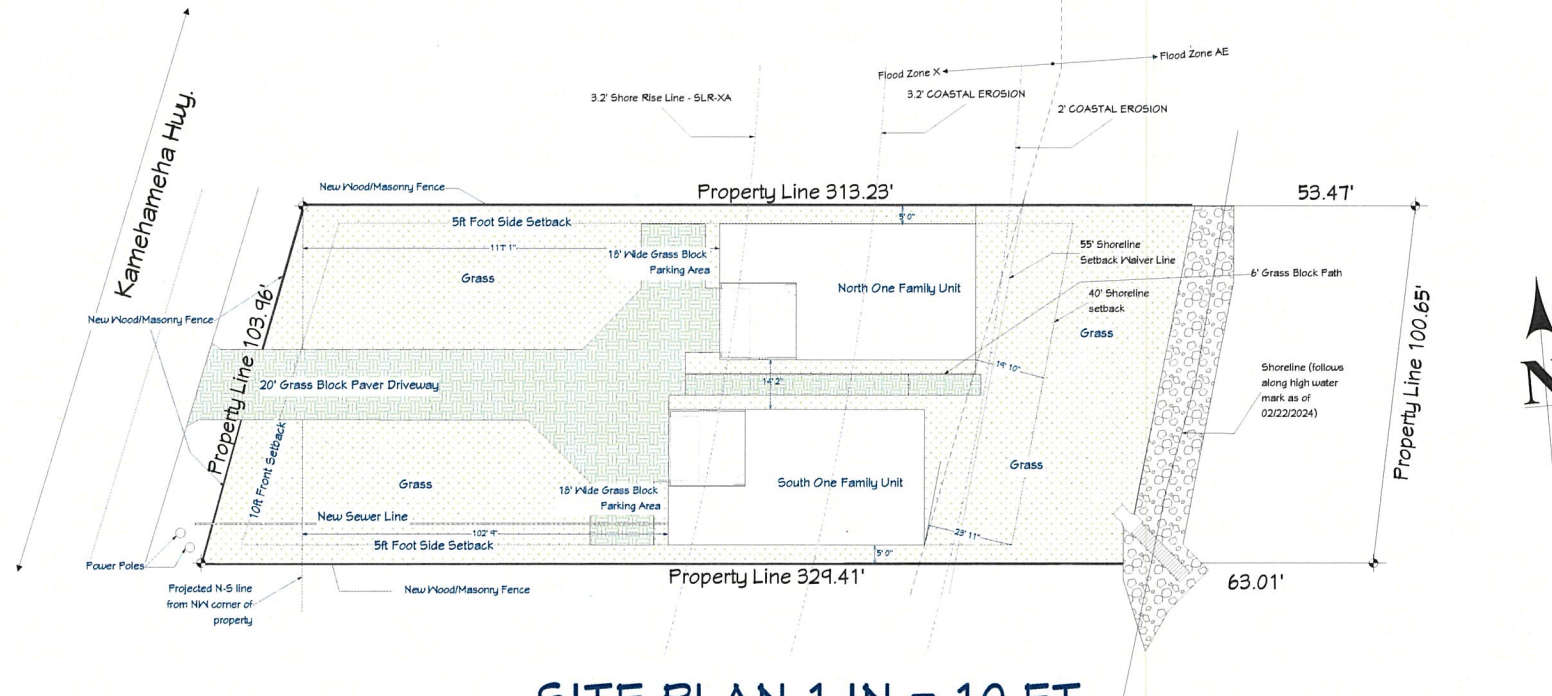 Flood Zone X
Flood Zone AE
3.2' Shore Rise Line - SLR-XA
3.2' COASTAL EROSION
2' COASTAL EROSION
Kamehameha Hwy.
New Wood/Masonry Fence
Property Line 313.23'
53.47'
5ft Foot Side Setback
5' 0"
117' 1"
18' Wide Grass Block
Parking Area
55' Shoreline
Setback Waiver Line
6' Grass Block Path
Grass
North One Family Unit
40' Shoreline
setback
New Wood/Masonry Fence
Property Line 103.96'
Grass
Property Line 100.65'
N
20' Grass Block Paver Driveway
14' 2"
19' 10"
Shoreline (follows
along high water
mark as of
02/22/2024)
10ft Front Setback
Grass
18' Wide Grass Block
Parking Area
South One Family Unit
Grass
New Sewer Line
102' 9"
23' 11"
5ft Foot Side Setback
5' 0"
Power Poles
Property Line 329.41'
63.01'
Projected N-S line
from NW corner of
property
New Wood/Masonry Fence
SITE PLAN 1 IN = 10 FT